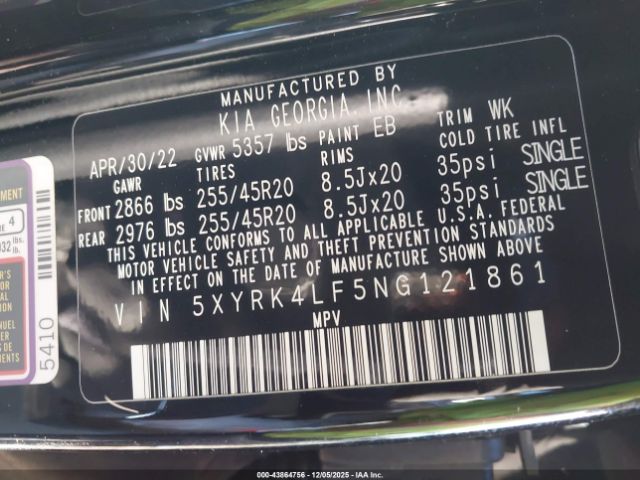 MANUFACTURED BY
KIA GEORGIA, INC
APR/30/22 GVWR 5357 lbs PAINT EB TRIM WK
GAWR TIRES RIMS COLD TIRE INFL
FRONT 2866 lbs 255/45R20 8.5Jx20 35psi SINGLE
REAR 2976 lbs 255/45R20 8.5Jx20 35psi SINGLE
THIS VEHICLE CONFORMS TO ALL APPLICABLE U.S.A. FEDERAL
MOTOR VEHICLE SAFETY AND THEFT PREVENTION STANDARDS
IN EFFECT ON THE DATE OF MANUFACTURE SHOWN ABOVE
VIN 5XYRK4LF5NG121861
MPV
4
lbs.
lb.
5410
000-43864756 - 12/05/2025 - IAA Inc.